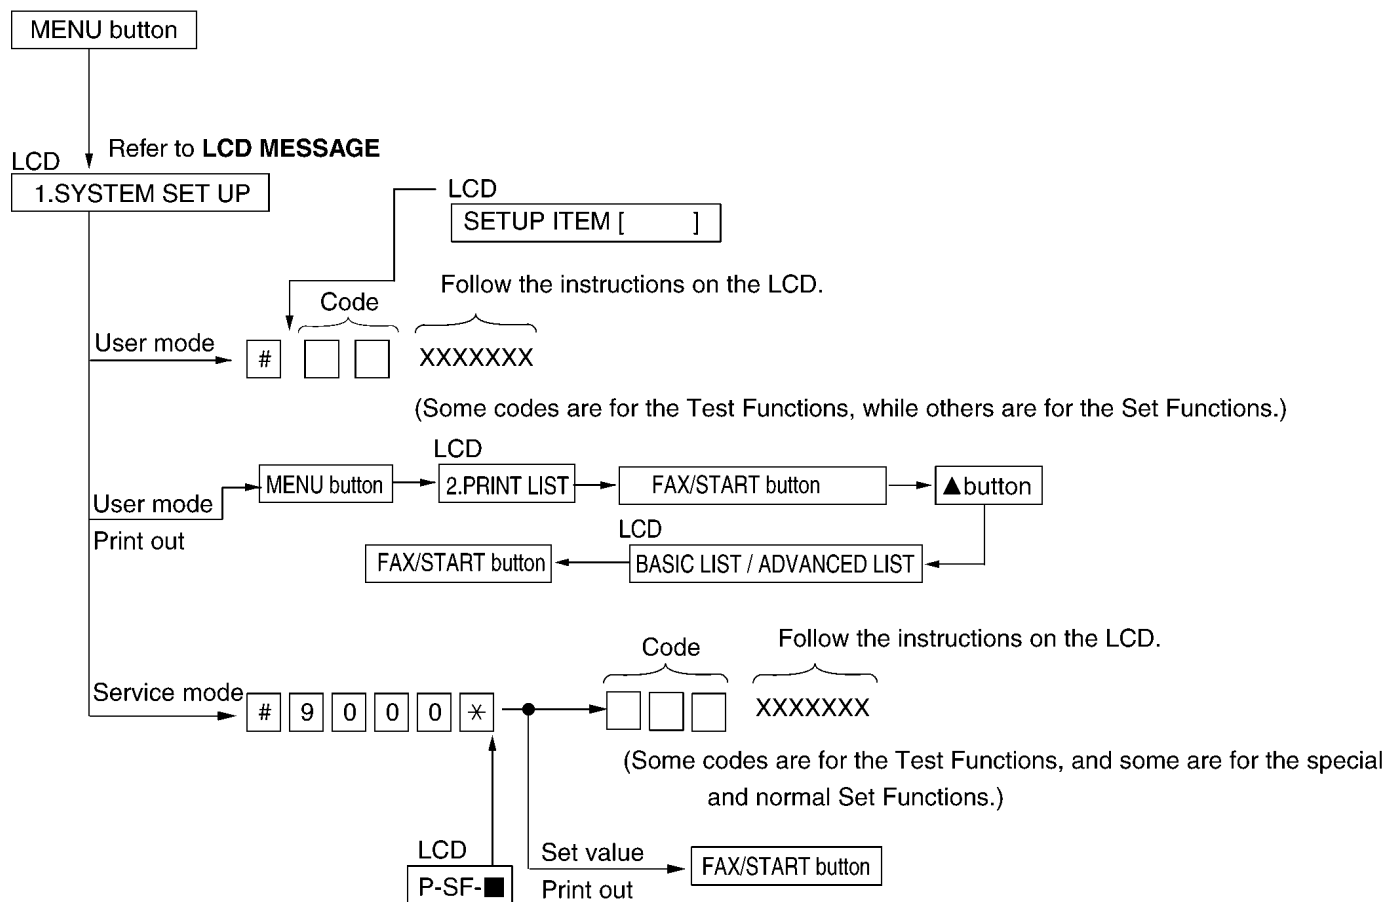 MENU button
Refer to LCD MESSAGE
LCD
1.SYSTEM SET UP
LCD
SETUP ITEM [ ]
Follow the instructions on the LCD.
Code
User mode
# XXXXXXX
(Some codes are for the Test Functions, while others are for the Set Functions.)
LCD
User mode
Print out
MENU button
2.PRINT LIST
FAX/START button
▲button
LCD
BASIC LIST / ADVANCED LIST
FAX/START button
Code
Follow the instructions on the LCD.
Service mode
# 9 0 0 0 * XXXXXXX
(Some codes are for the Test Functions, and some are for the special
and normal Set Functions.)
LCD
P-SF-■
Set value
Print out
FAX/START button